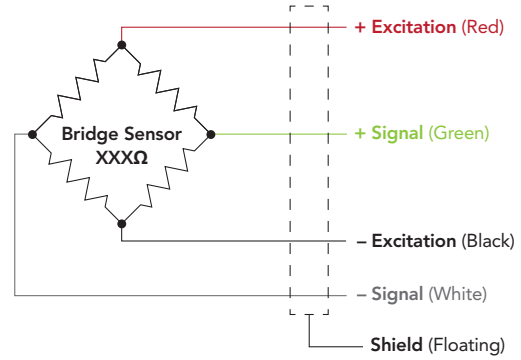 + Excitation (Red)
Bridge Sensor
XXXΩ
+ Signal (Green)
– Excitation (Black)
– Signal (White)
Shield (Floating)